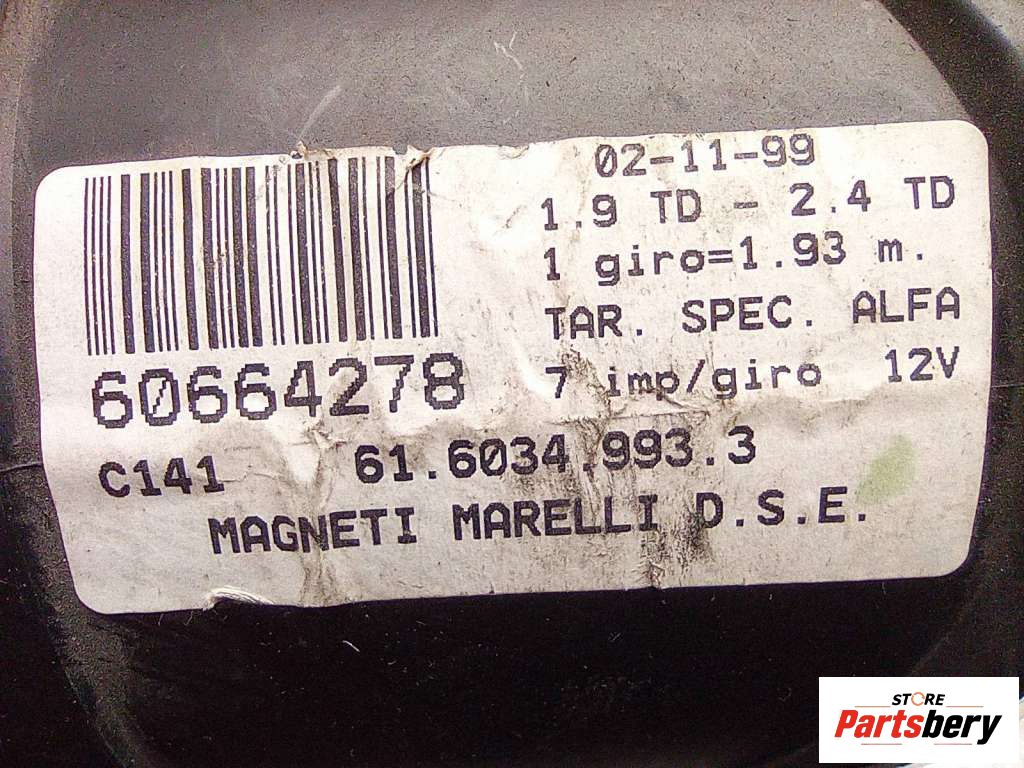 02-11-99
1.9 TD - 2.4 TD
1 giro=1.93 m.
TAR. SPEC. ALFA
60664278 7 imp/giro 12V
C141 61.6034.993.3
MAGNETI MARELLI D.S.E.
STORE
Partsbery